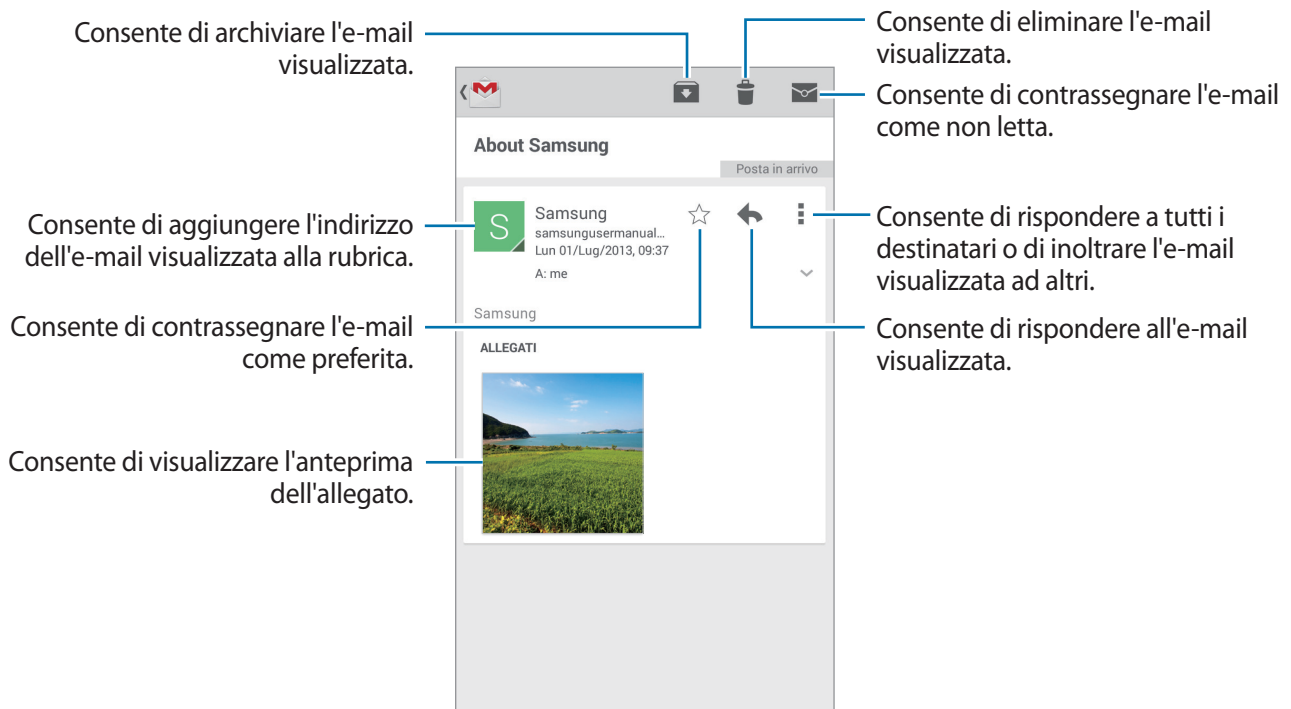 Consente di archiviare l'e-mail
visualizzata.
Consente di eliminare l'e-mail
visualizzata.
Consente di contrassegnare l'e-mail
come non letta.
About Samsung
Posta in arrivo
Consente di aggiungere l'indirizzo
dell'e-mail visualizzata alla rubrica.
S
Samsung
samsungusermanual...
Lun 01/Lug/2013, 09:37
A: me
Consente di rispondere a tutti i
destinatari o di inoltrare l'e-mail
visualizzata ad altri.
Consente di contrassegnare l'e-mail
come preferita.
Samsung
ALLEGATI
Consente di rispondere all'e-mail
visualizzata.
Consente di visualizzare l'anteprima
dell'allegato.